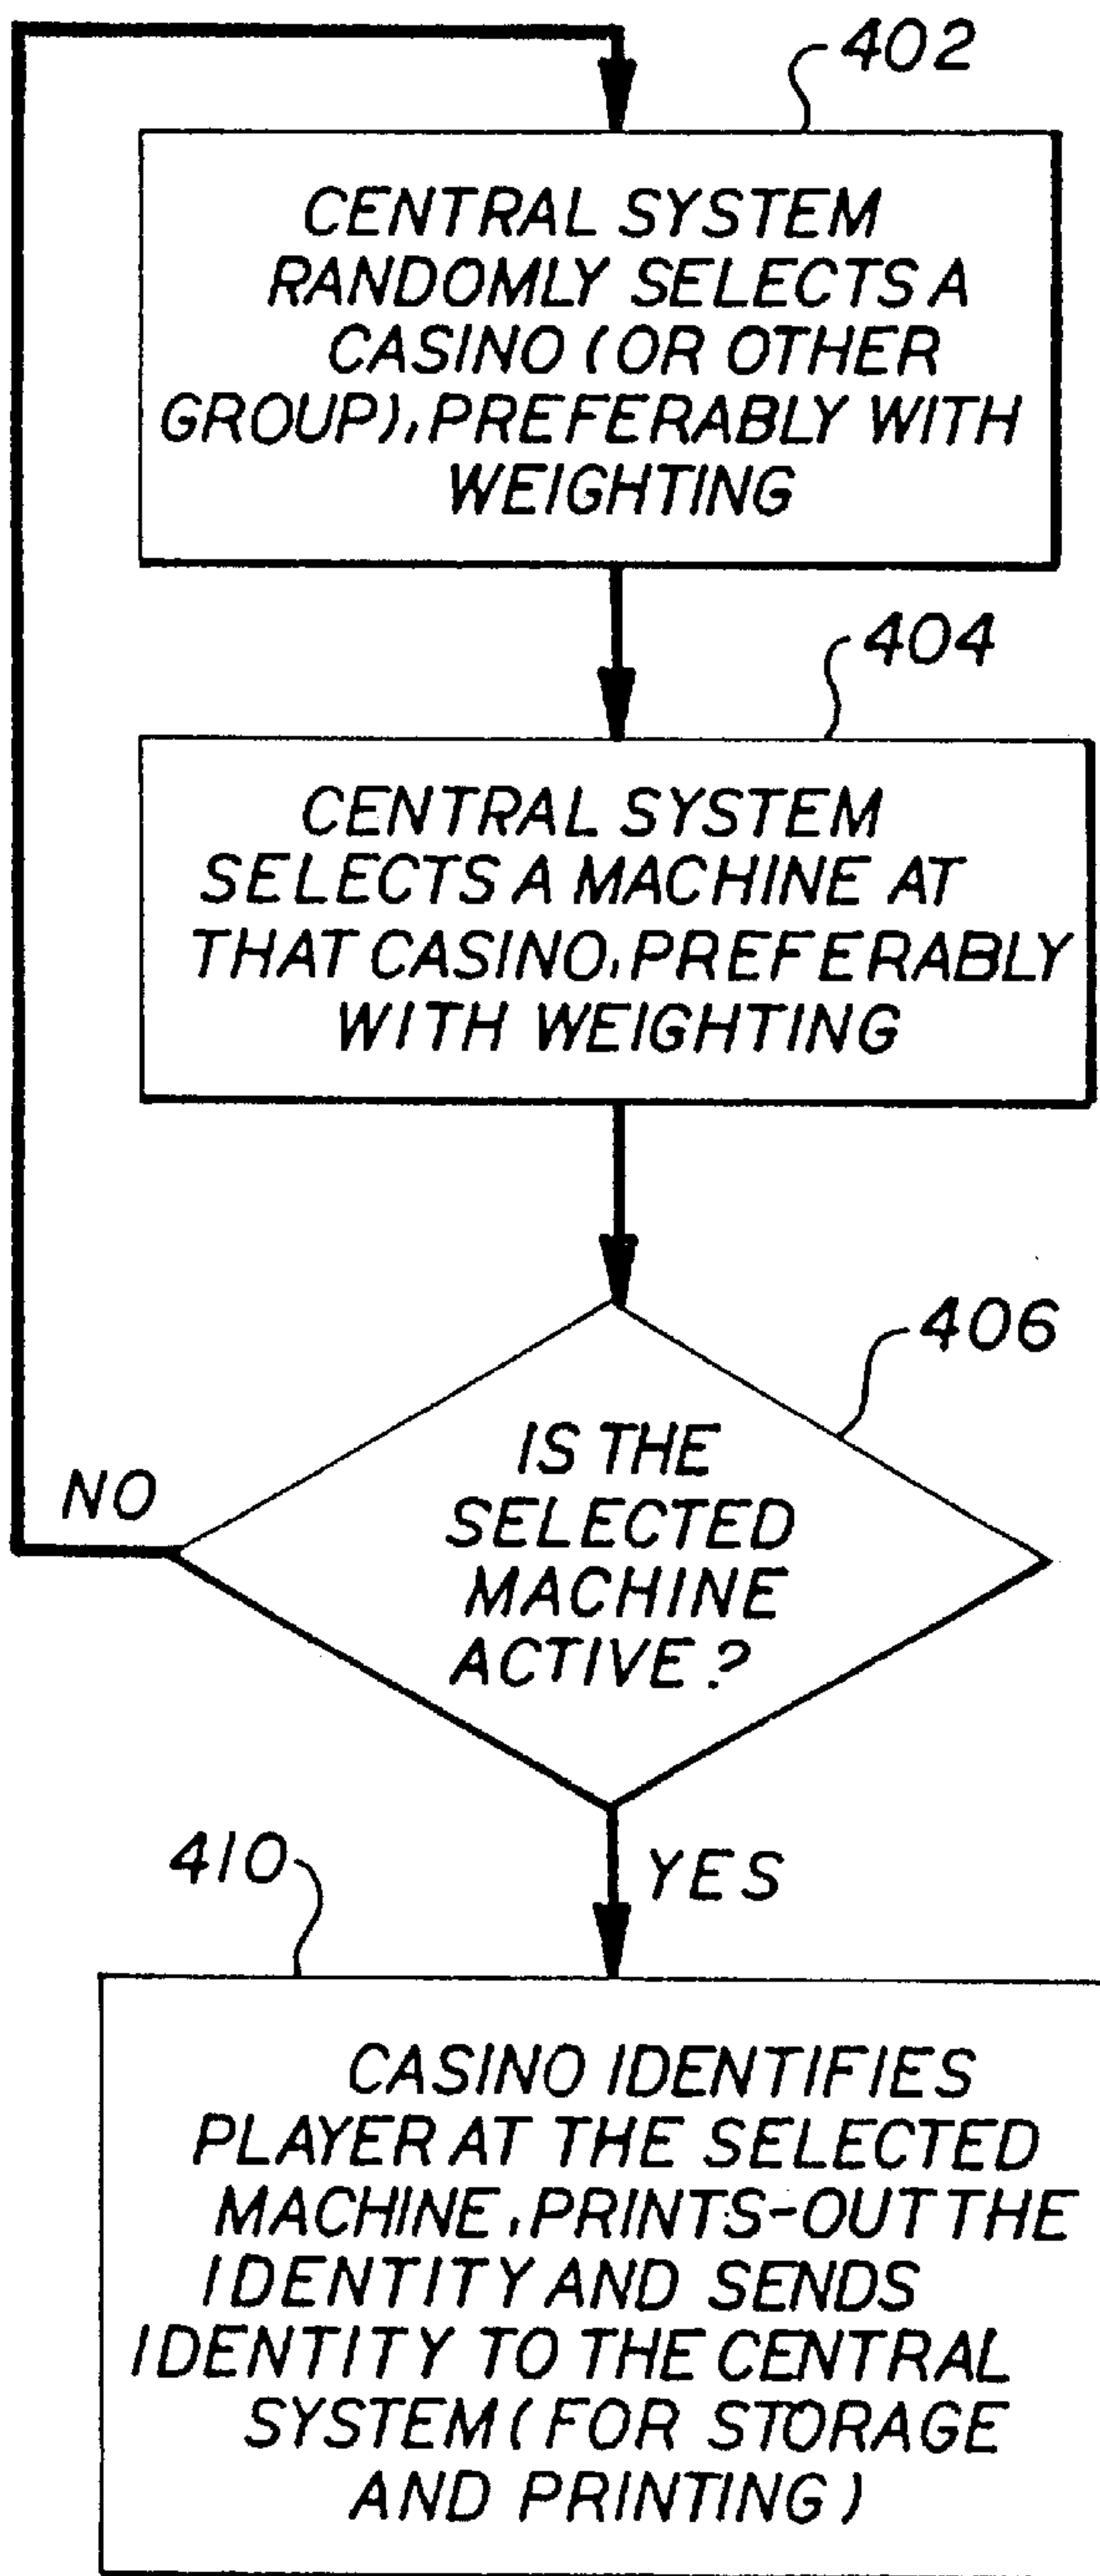 402
CENTRAL SYSTEM
RANDOMLY SELECTS A
CASINO (OR OTHER
GROUP), PREFERABLY WITH
WEIGHTING
404
CENTRAL SYSTEM
SELECTS A MACHINE AT
THAT CASINO, PREFERABLY
WITH WEIGHTING
406
IS THE
SELECTED
MACHINE
ACTIVE?
NO
YES
410
CASINO IDENTIFIES
PLAYER AT THE SELECTED
MACHINE, PRINTS-OUT THE
IDENTITY AND SENDS
IDENTITY TO THE CENTRAL
SYSTEM (FOR STORAGE
AND PRINTING)